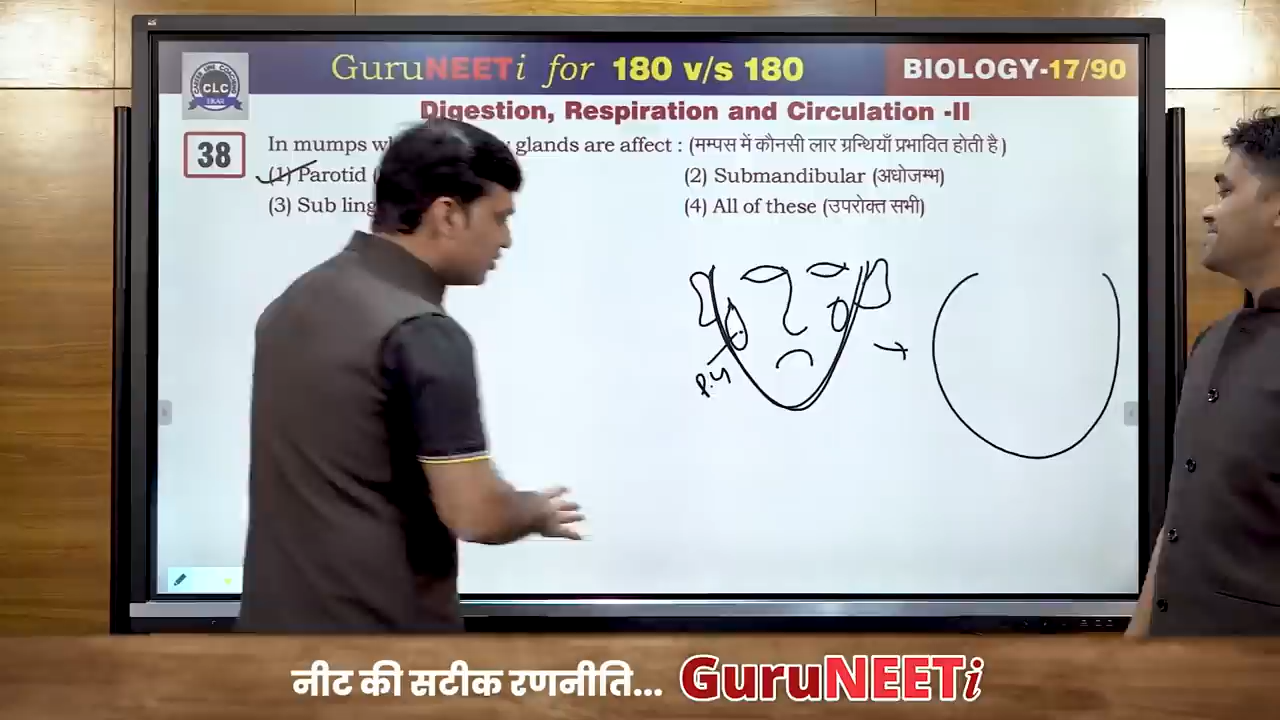 GuruNEETi for 180 v/s 180
BIOLOGY-17/90
CLC
SIKAR
Digestion, Respiration and Circulation -II
38
In mumps glands are affect : (मम्पस में कौनसी लार ग्रन्थियाँ प्रभावित होती है)
(1) Parotid
(2) Submandibular (अधोजम्भ)
(3) Sub
(4) All of these (उपरोक्त सभी)
नीट की सटीक रणनीति... GuruNEETi